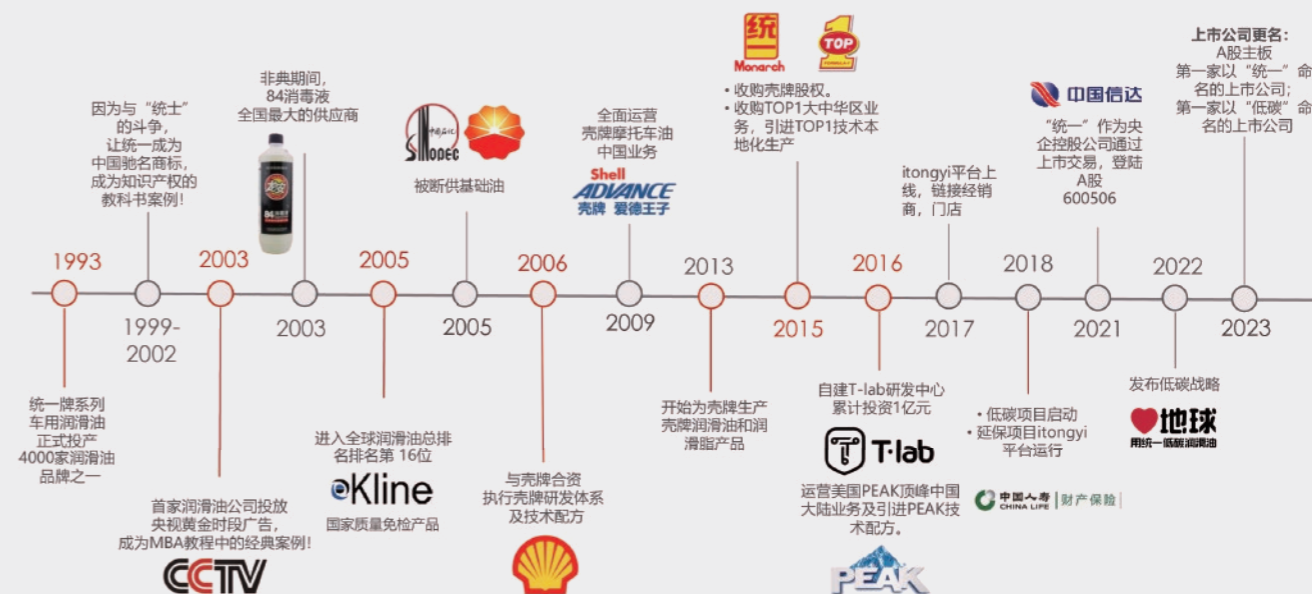 1993
统一牌系列
车用润滑油
正式投产
4000家润滑油
品牌之一
因为与“统士”
的斗争，
让统一成为
中国驰名商标，
成为知识产权的
教科书案例！
1999-
2002
2003
首家润滑油公司投放
央视黄金时段广告，
成为MBA教程中的经典案例！
CCTV
非典期间，
84消毒液
全国最大的供应商
84
2003
2005
进入全球润滑油总排
名排名第 16位
Kline
国家质量免检产品
中国石化
SINOPEC
被断供基础油
2005
2006
与壳牌合资
执行壳牌研发体系
及技术配方
全面运营
壳牌摩托车油
中国业务
Shell
ADVANCE
壳牌 爱德王子
2009
2013
开始为壳牌生产
壳牌润滑油和润
滑脂产品
统一
Monarch
TOP
1
• 收购壳牌股权。
• 收购TOP1大中华区业
务，引进TOP1技术本
地化生产
2015
2016
自建T-lab研发中心
累计投资1亿元
T·lab
运营美国PEAK顶峰中国
大陆业务及引进PEAK技
术配方。
PEAK
itongyi平台上
线，链接经销
商，门店
2017
2018
• 低碳项目启动
• 延保项目itongyi
平台运行
中国人寿
CHINA LIFE
财产保险
中国信达
“统一”作为央
企控股公司通过
上市交易，登陆
A股
600506
2021
2022
发布低碳战略
地球
用统一低碳润滑油
上市公司更名：
A股主板
第一家以“统一”命
名的上市公司；
第一家以“低碳”命
名的上市公司
2023